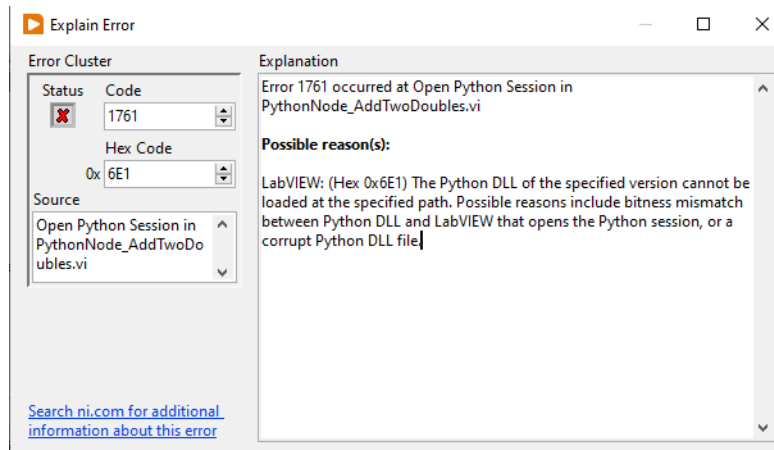 Explain Error
Error Cluster
Status Code
1761
Hex Code
0x 6E1
Source
Open Python Session in
PythonNode_AddTwoDo
ubles.vi
Search ni.com for additional
information about this error
Explanation
Error 1761 occurred at Open Python Session in
PythonNode_AddTwoDoubles.vi
Possible reason(s):
LabVIEW: (Hex 0x6E1) The Python DLL of the specified version cannot be
loaded at the specified path. Possible reasons include bitness mismatch
between Python DLL and LabVIEW that opens the Python session, or a
corrupt Python DLL file.